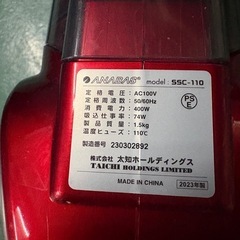 ANABAS model : SSC-110
定格電圧：AC100V
定格周波数：50/60Hz
消費電力：400W
吸込仕事率：74W
製品質量：1.5kg
温度ヒューズ：110℃
製造番号 230302892
PSE
株式会社 太知ホールディングス
TAICHI HOLDINGS LIMITED
MADE IN CHINA 2023年製